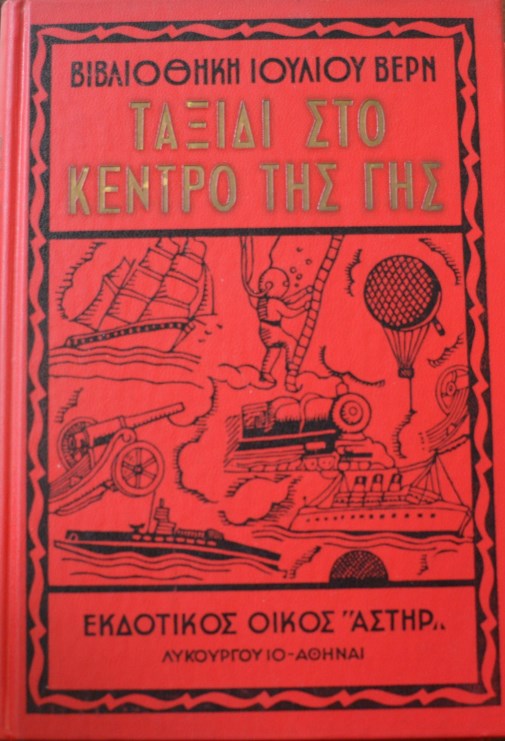 ΒΙΒΛΙΟΘΗΚΗ ΙΟΥΛΙΟΥ ΒΕΡΝ
ΤΑΞΙΔΙ ΣΤΟ
ΚΕΝΤΡΟ ΤΗΣ ΓΗΣ
ΕΚΔΟΤΙΚΟΣ ΟΙΚΟΣ "ΑΣΤΗΡ„
ΛΥΚΟΥΡΓΟΥ 10-ΑΘΗΝΑΙ